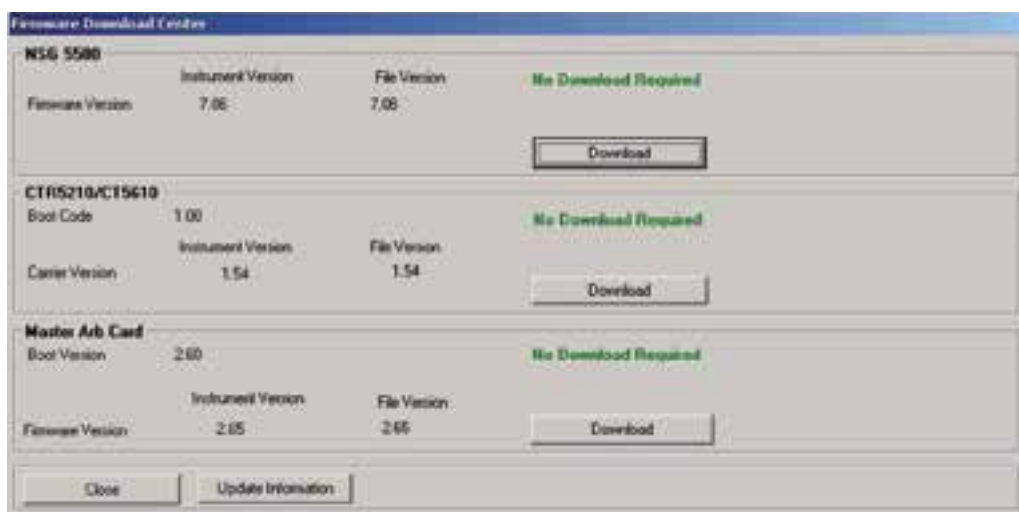 Firmware Download Center
NSG 5500
Instrument Version File Version No Download Required
Firmware Version 7.06 7.06
Download
CTR5210/CT5610
Boot Code 1.00 No Download Required
Instrument Version File Version
Carrier Version 1.54 1.54
Download
Master Arb Card
Boot Version 2.60 No Download Required
Instrument Version File Version
Firmware Version 2.65 2.65 Download
Close Update Information